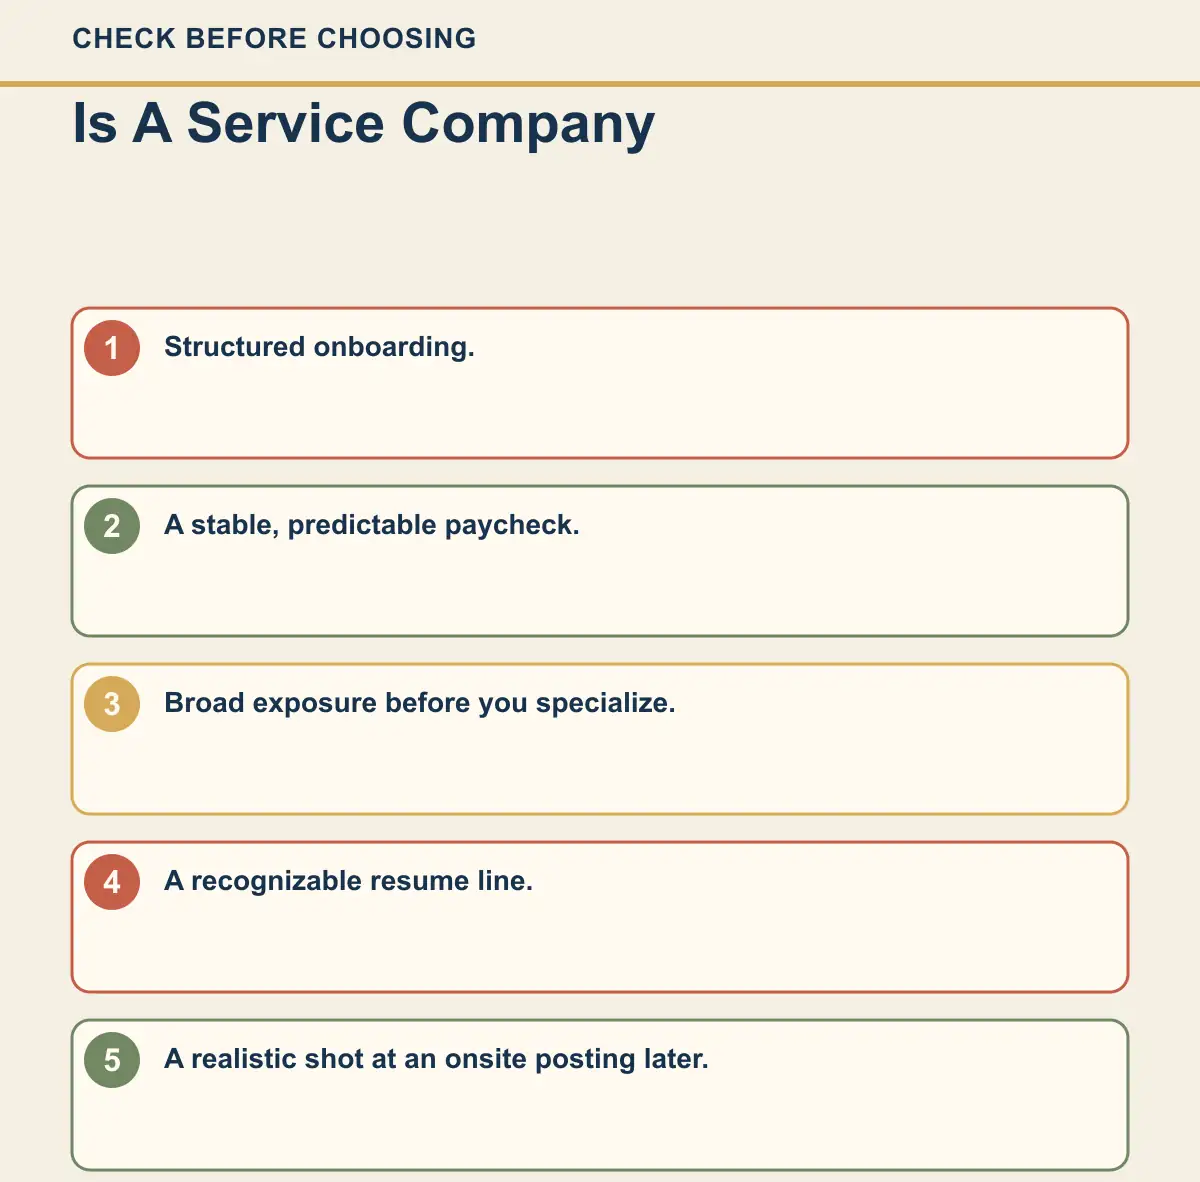 CHECK BEFORE CHOOSING
Is A Service Company
1 Structured onboarding.
2 A stable, predictable paycheck.
3 Broad exposure before you specialize.
4 A recognizable resume line.
5 A realistic shot at an onsite posting later.